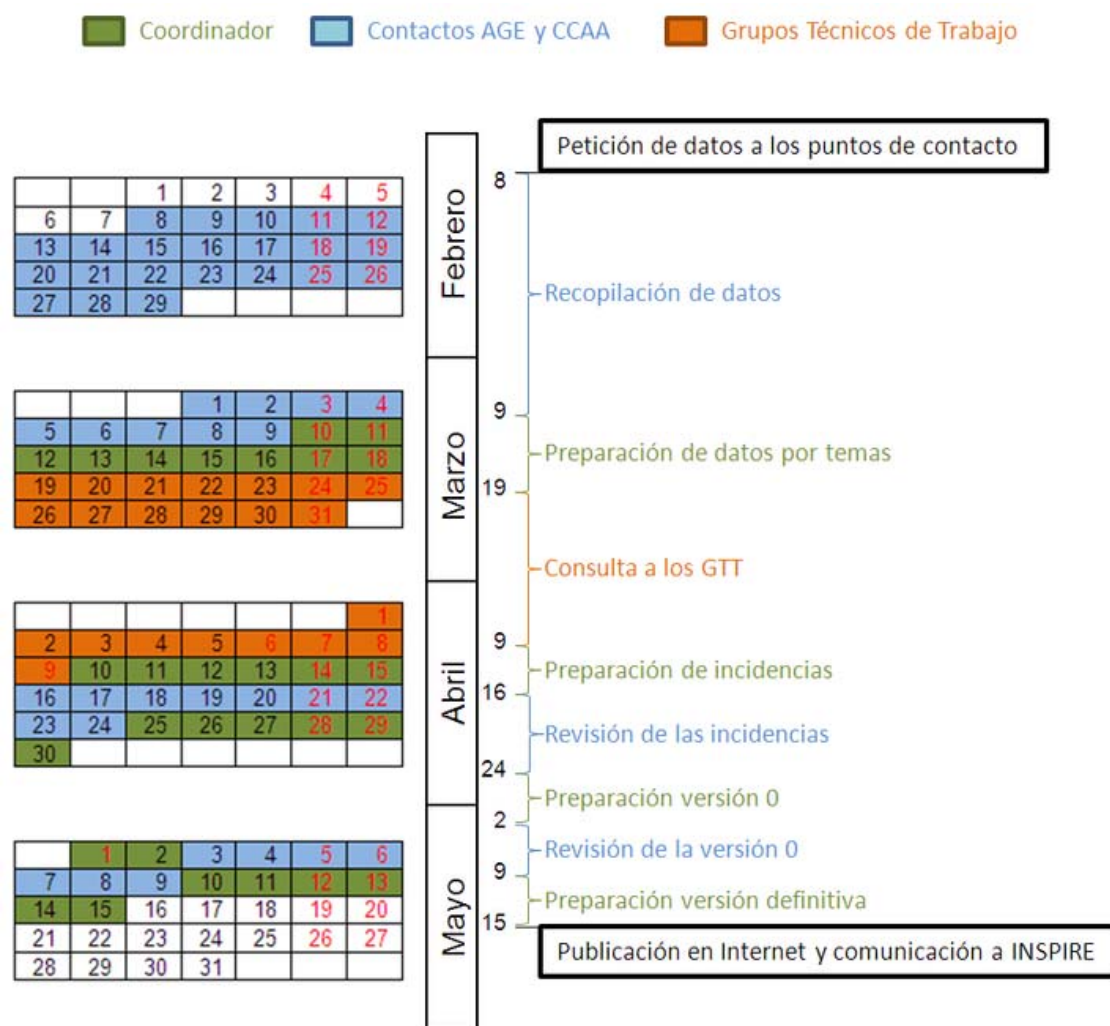 Coordinador Contactos AGE y CCAA Grupos Técnicos de Trabajo
Petición de datos a los puntos de contacto
Febrero
1 2 3 4 5
6 7 8 9 10 11 12
13 14 15 16 17 18 19
20 21 22 23 24 25 26
27 28 29
8
Recopilación de datos
Marzo
1 2 3 4
5 6 7 8 9 10 11
12 13 14 15 16 17 18
19 20 21 22 23 24 25
26 27 28 29 30 31
9
Preparación de datos por temas
19
Consulta a los GTT
Abril
1
2 3 4 5 6 7 8
9 10 11 12 13 14 15
16 17 18 19 20 21 22
23 24 25 26 27 28 29
30
9
Preparación de incidencias
16
Revisión de las incidencias
24
Preparación versión 0
Mayo
1 2 3 4 5 6
7 8 9 10 11 12 13
14 15 16 17 18 19 20
21 22 23 24 25 26 27
28 29 30 31
2
Revisión de la versión 0
9
Preparación versión definitiva
15
Publicación en Internet y comunicación a INSPIRE